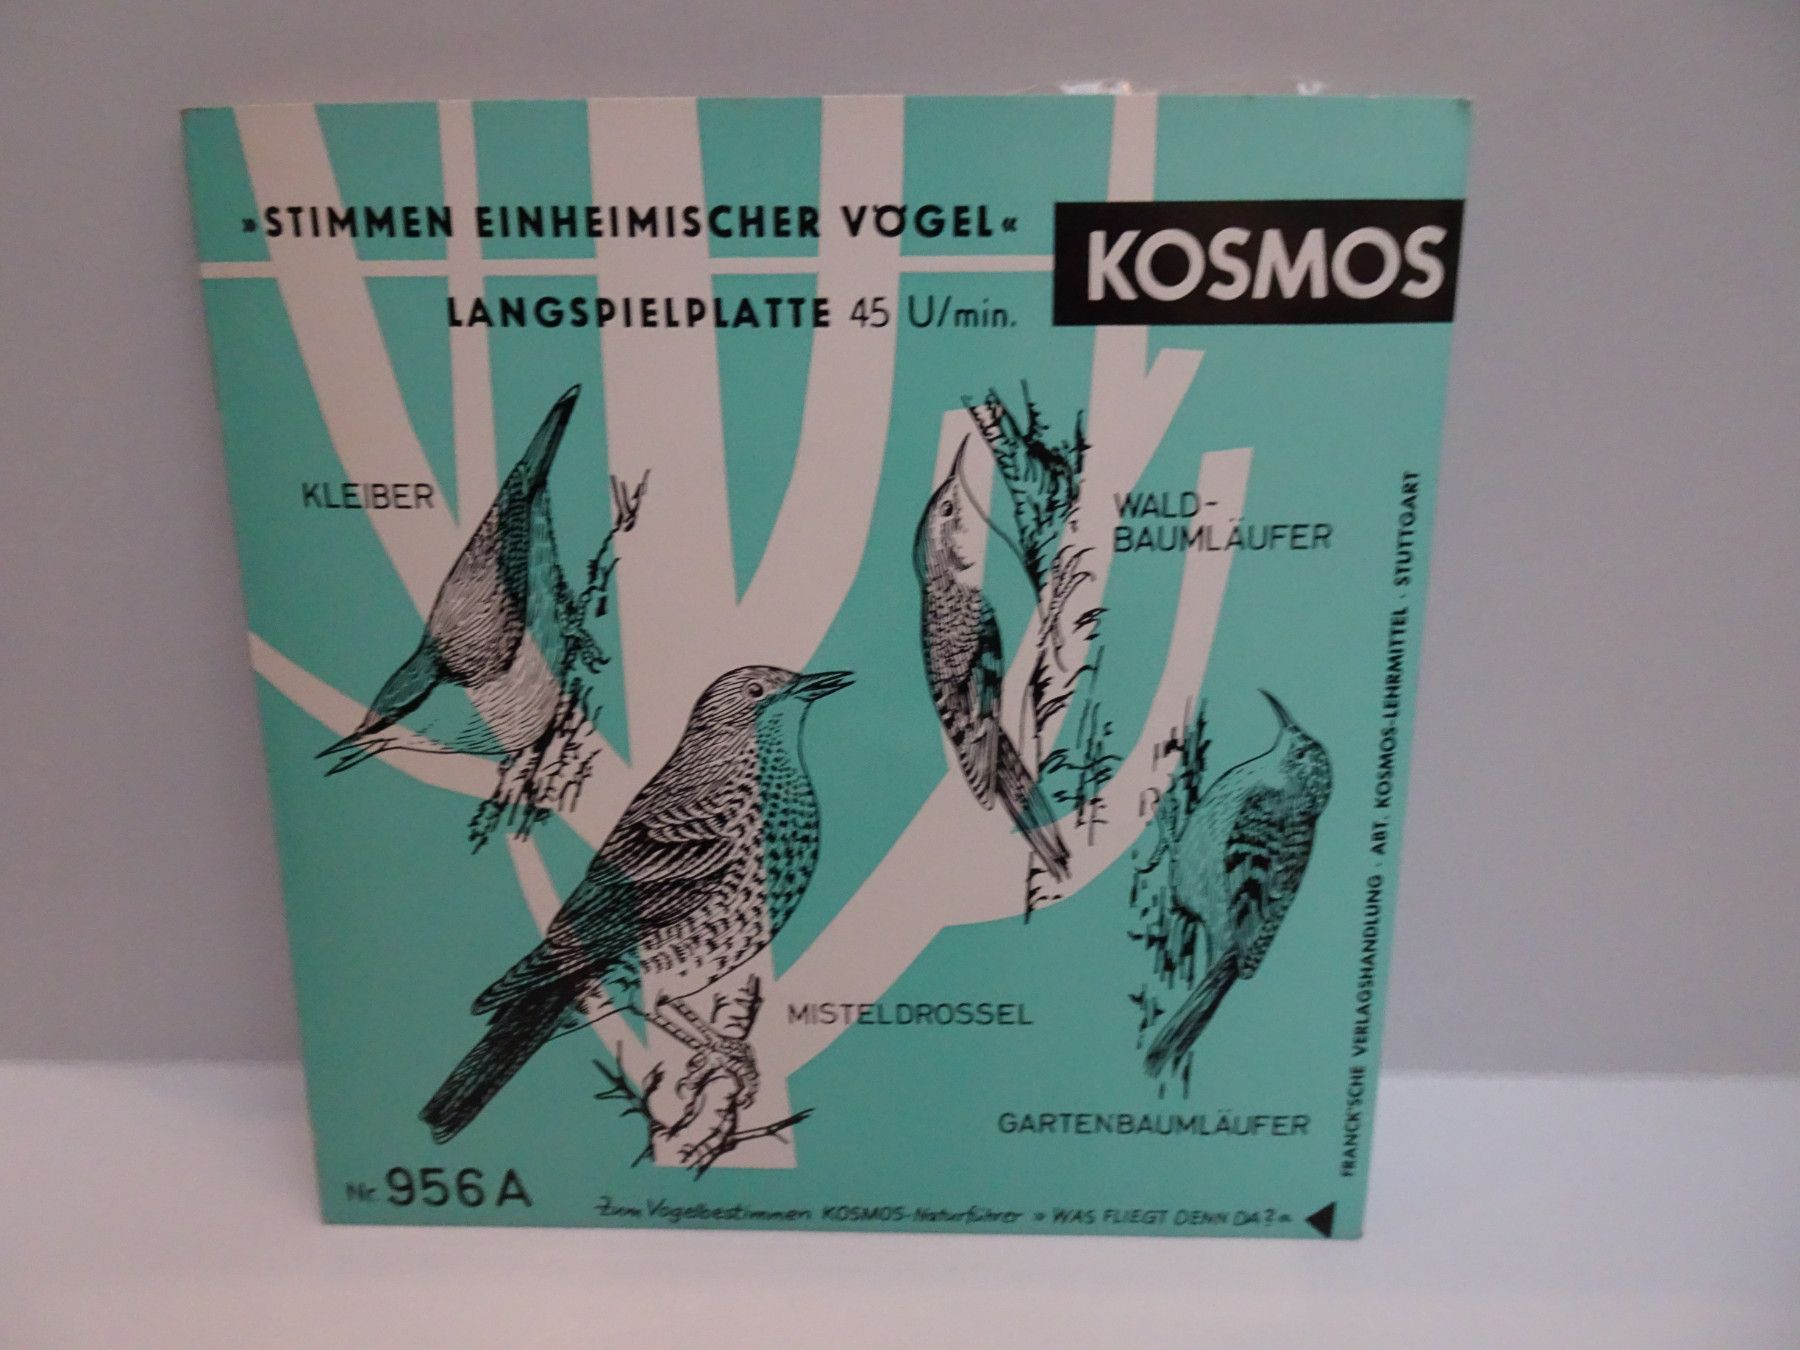 »STIMMEN EINHEIMISCHER VÖGEL«
KOSMOS
LANGSPIELPLATTE 45 U/min.
KLEIBER
WALD-
BAUMLÄUFER
MISTELDROSSEL
GARTENBAUMLÄUFER
FRANCK'SCHE VERLAGSHANDLUNG · ABT. KOSMOS-LEHRMITTEL · STUTTGART
Nr. 956 A
Zum Vogelbestimmen KOSMOS-Naturführer »WAS FLIEGT DENN DA?«